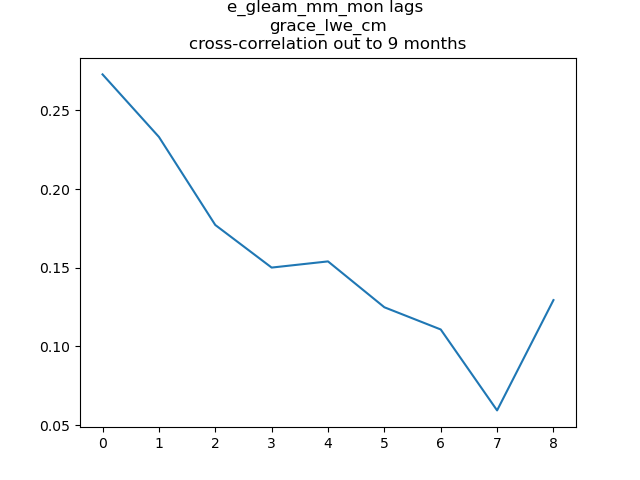 e_gleam_mm_mon lags
grace_lwe_cm
cross-correlation out to 9 months
0.25
0.20
0.15
0.10
0.05
0 1 2 3 4 5 6 7 8